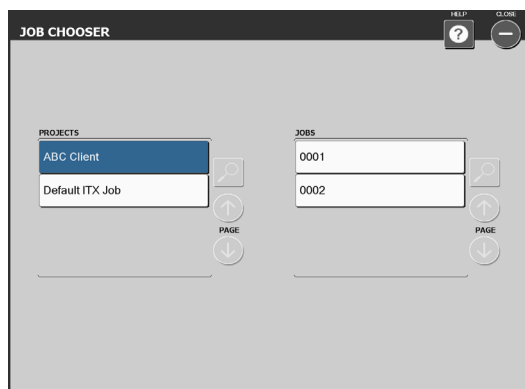 HELP CLOSE
JOB CHOOSER
PROJECTS
ABC Client
Default ITX Job
PAGE
JOBS
0001
0002
PAGE